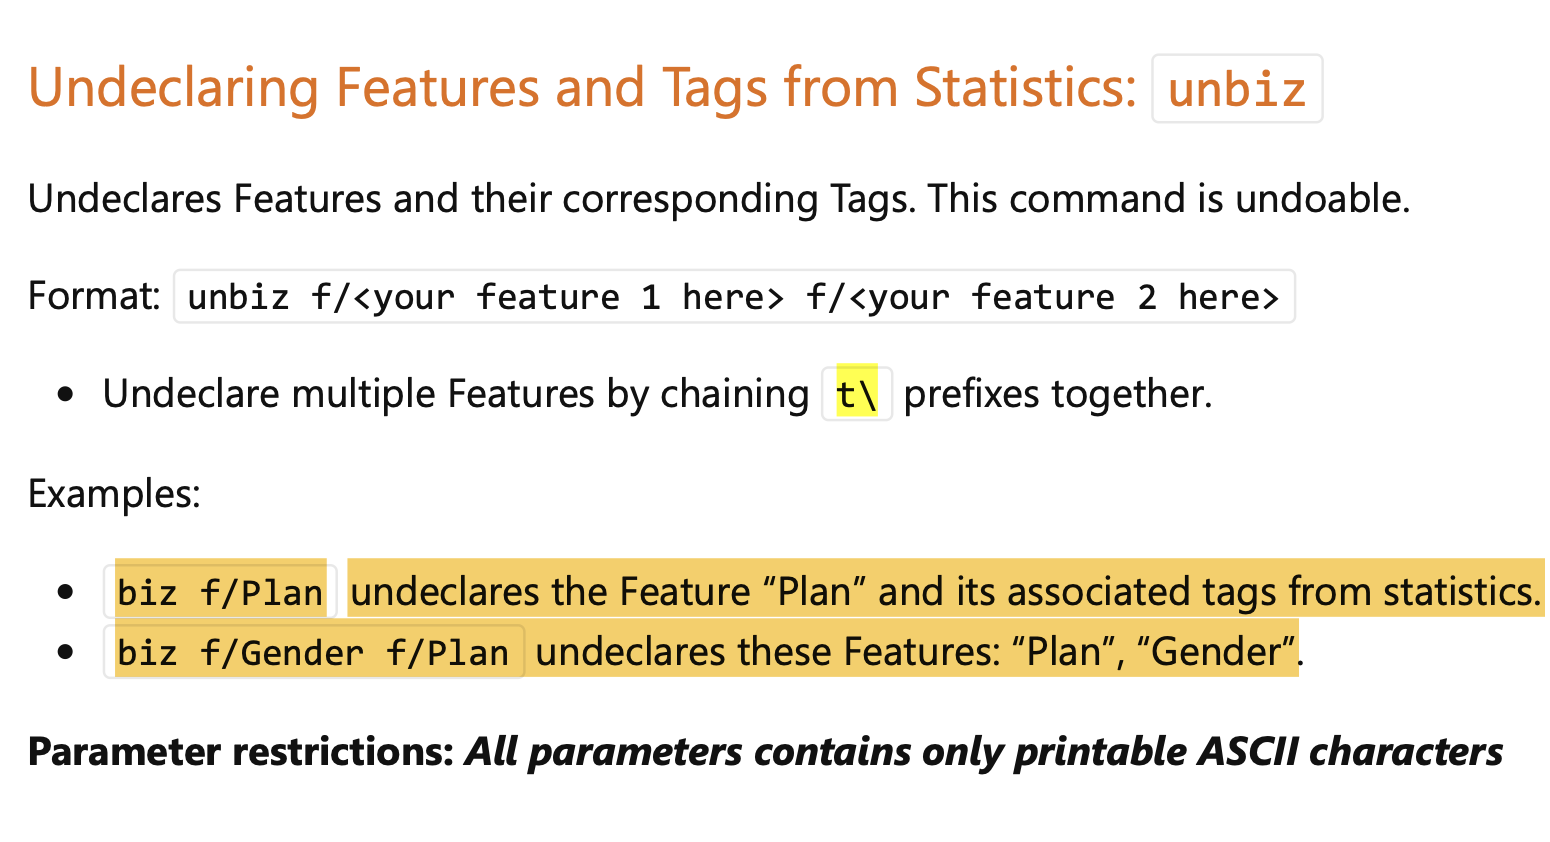 Undeclaring Features and Tags from Statistics: unbiz
Undeclares Features and their corresponding Tags. This command is undoable.
Format: unbiz f/<your feature 1 here> f/<your feature 2 here>
• Undeclare multiple Features by chaining t\ prefixes together.
Examples:
• biz f/Plan undeclares the Feature “Plan” and its associated tags from statistics.
• biz f/Gender f/Plan undeclares these Features: “Plan”, “Gender”.
Parameter restrictions: All parameters contains only printable ASCII characters